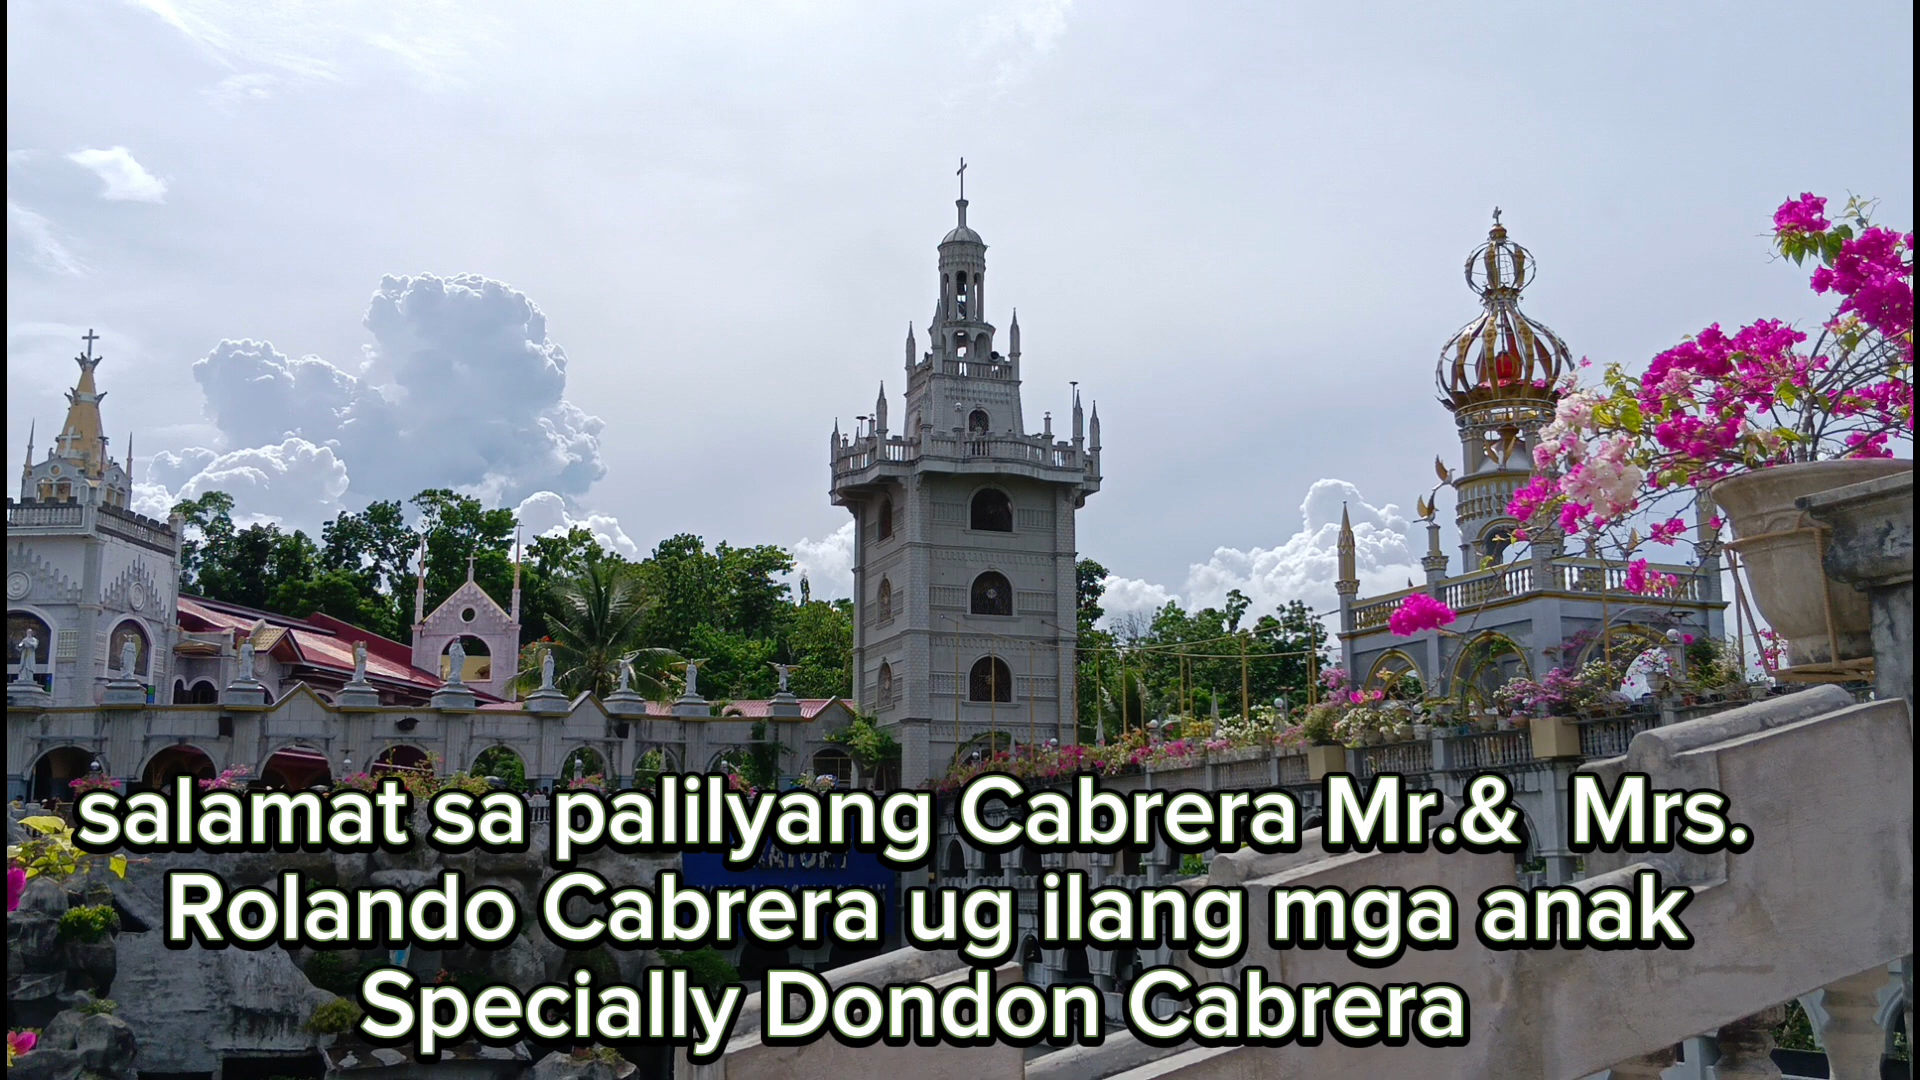 salamat sa palilyang Cabrera Mr.& Mrs.
Rolando Cabrera ug ilang mga anak
Specially Dondon Cabrera